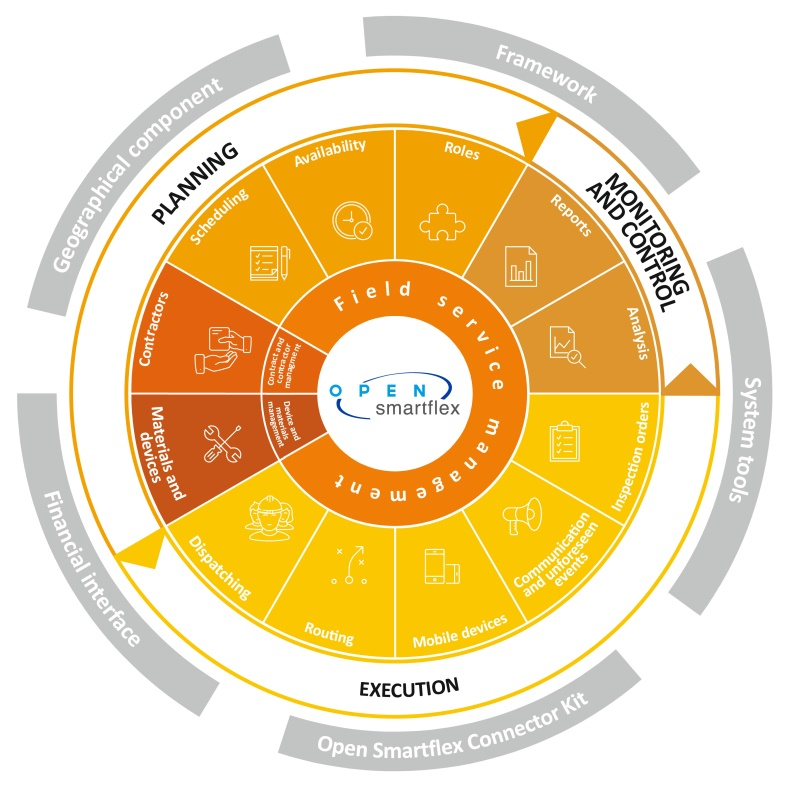 Framework
Geographical component
PLANNING
MONITORING
AND CONTROL
Availability
Roles
Scheduling
Reports
Contractors
Analysis
Field service management
Contract and
contractor
managment
OPEN
smartflex
Device and
materials
management
System tools
Materials and
devices
Inspection orders
Financial interface
Dispatching
Communication
and unforeseen
events
Routing
Mobile devices
EXECUTION
Open Smartflex Connector Kit